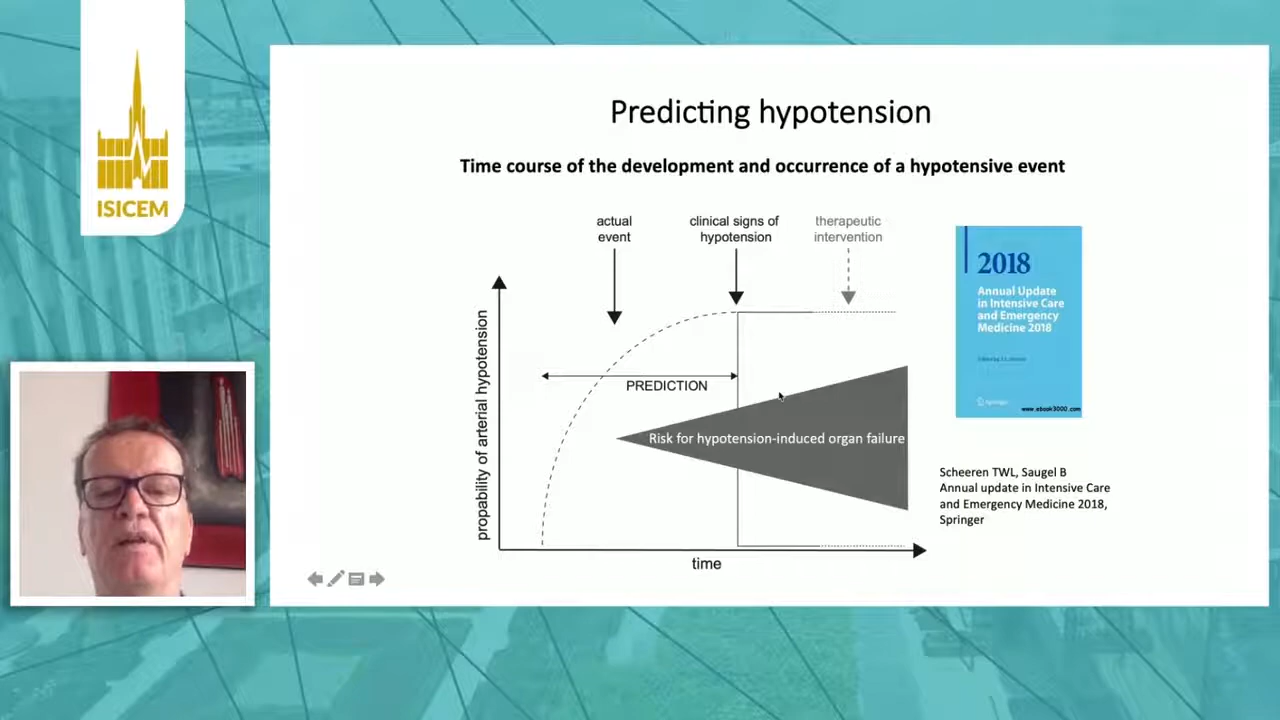 ISICEM
Predicting hypotension
Time course of the development and occurrence of a hypotensive event
actual
event
clinical signs of
hypotension
therapeutic
intervention
propability of arterial hypotension
PREDICTION
Risk for hypotension-induced organ failure
time
2018
Annual Update
in Intensive Care
and Emergency
Medicine 2018
Springer
www.ebook3000.com
Scheeren TWL, Saugel B
Annual update in Intensive Care
and Emergency Medicine 2018,
Springer